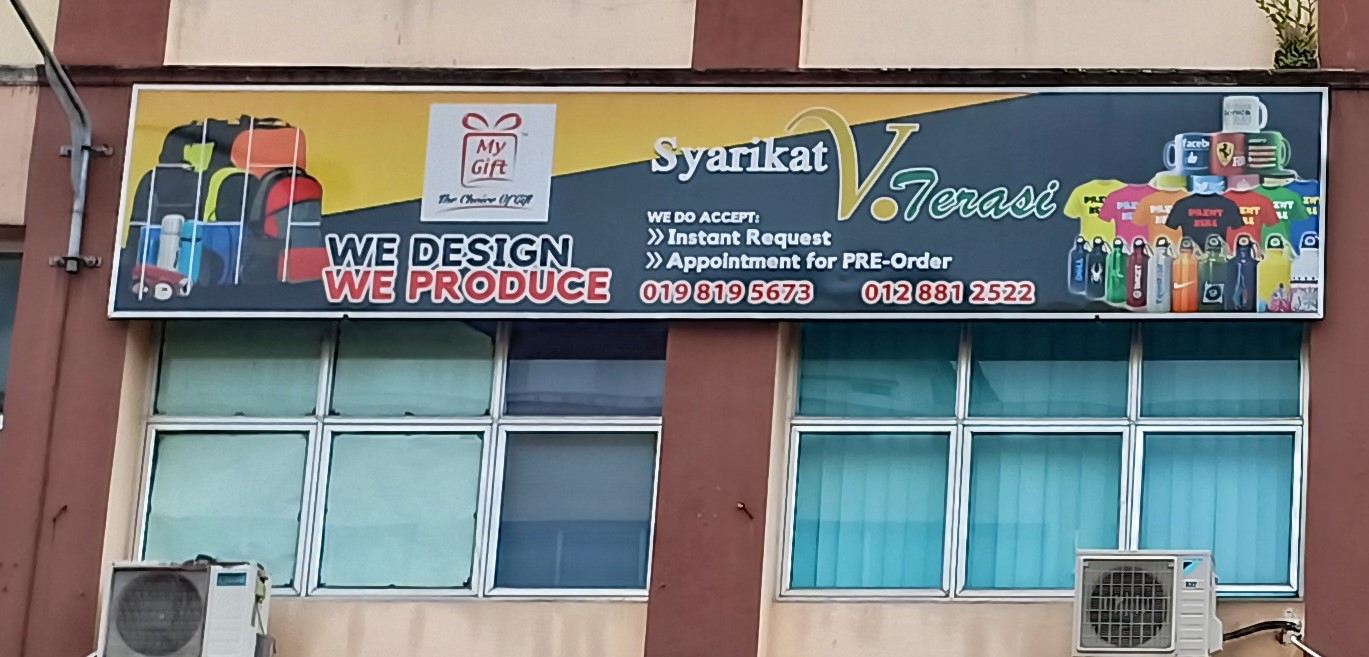 My
Gift
The Choice Of Gift
WE DESIGN
WE PRODUCE
Syarikat V.Terasi
WE DO ACCEPT:
>> Instant Request
>> Appointment for PRE-Order
019 819 5673 012 881 2522